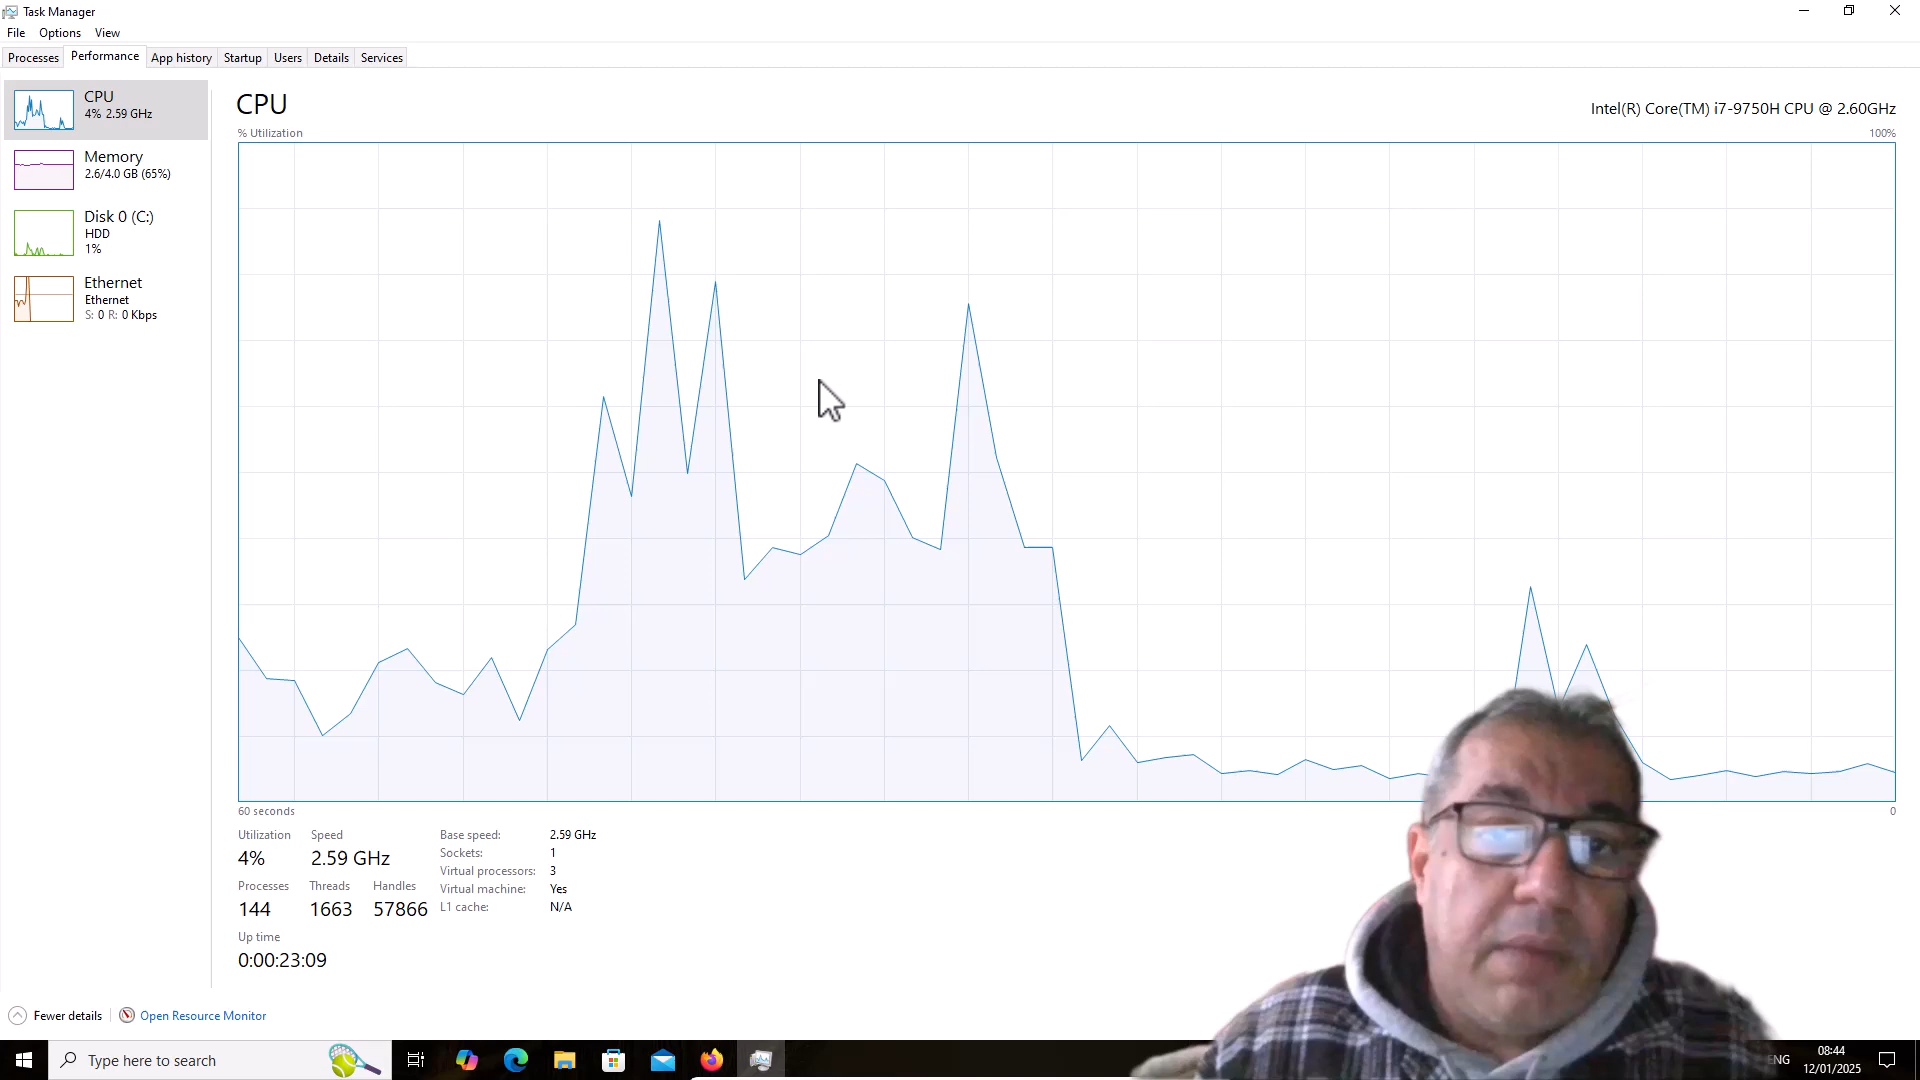 Task Manager
File Options View
Processes Performance App history Startup Users Details Services
CPU
4% 2.59 GHz
Memory
2.6/4.0 GB (65%)
Disk 0 (C:)
HDD
1%
Ethernet
Ethernet
S: 0 R: 0 Kbps
CPU
Intel(R) Core(TM) i7-9750H CPU @ 2.60GHz
% Utilization
100%
60 seconds
0
Utilization Speed
4% 2.59 GHz
Processes Threads Handles
144 1663 57866
Up time
0:00:23:09
Base speed: 2.59 GHz
Sockets: 1
Virtual processors: 3
Virtual machine: Yes
L1 cache: N/A
Fewer details
Open Resource Monitor
Type here to search
ENG
08:44
12/01/2025